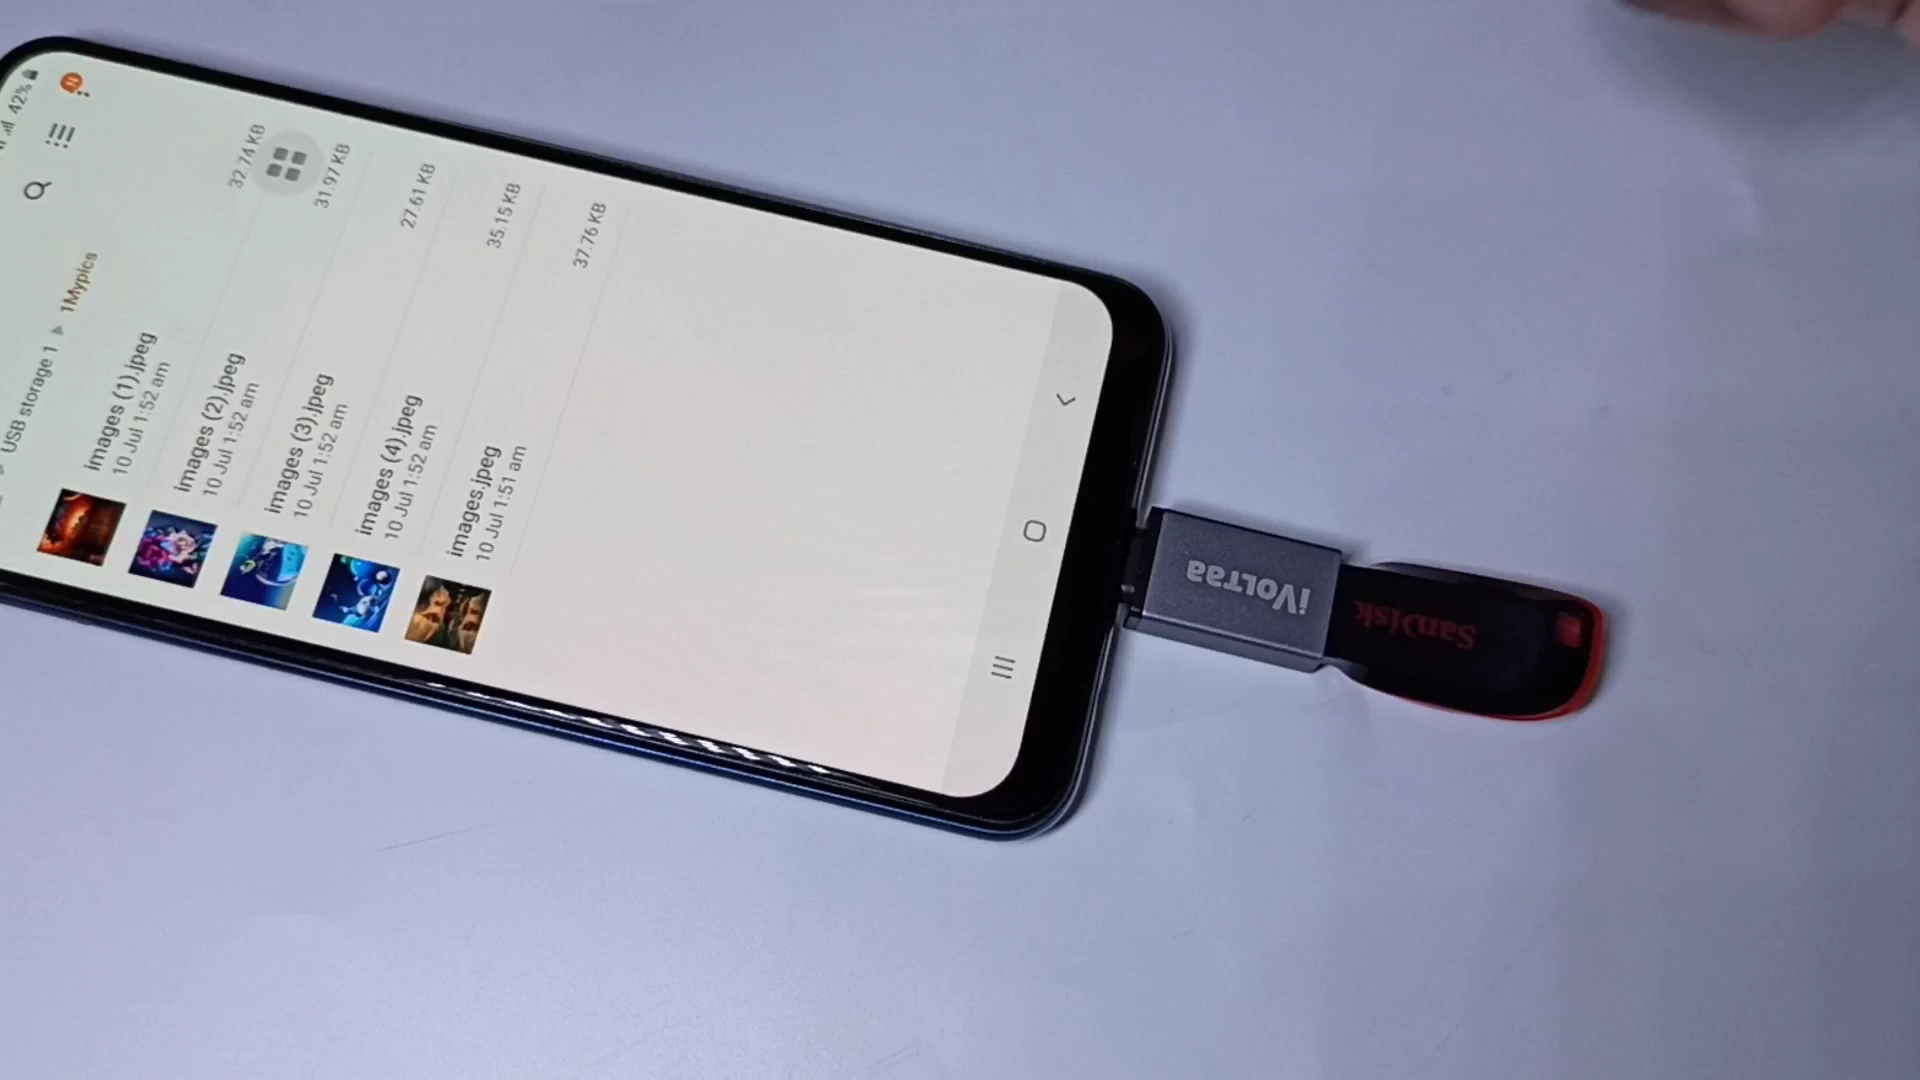 42%
N
USB storage 1 ▶ 1Mypics
images (1).jpeg
10 Jul 1:52 am
32.74 KB
images (2).jpeg
10 Jul 1:52 am
31.97 KB
images (3).jpeg
10 Jul 1:52 am
27.61 KB
images (4).jpeg
10 Jul 1:52 am
35.15 KB
images.jpeg
10 Jul 1:51 am
37.76 KB
iVoltaa
SanDisk